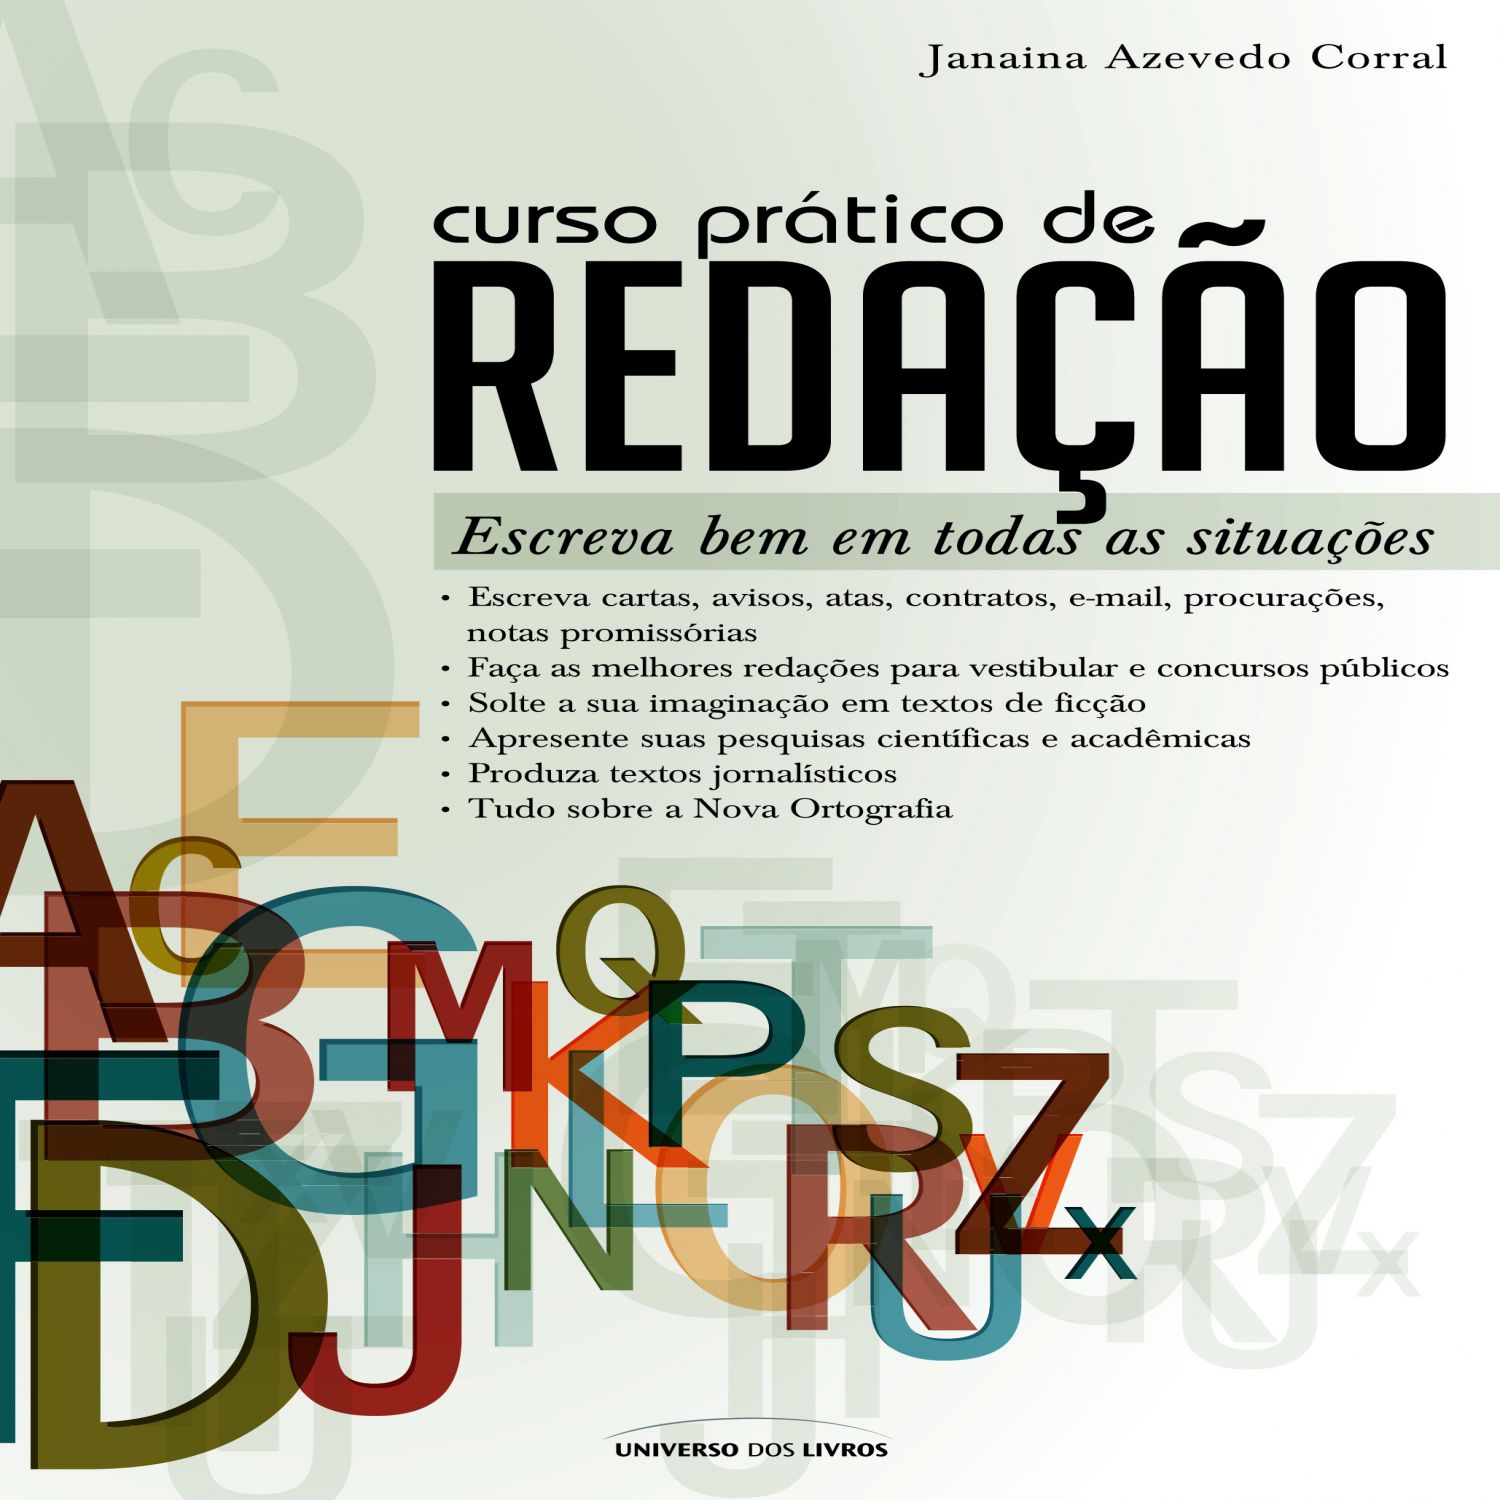 Janaina Azevedo Corral
curso prático de
REDAÇÃO
Escreva bem em todas as situações
• Escreva cartas, avisos, atas, contratos, e-mail, procurações,
notas promissórias
• Faça as melhores redações para vestibular e concursos públicos
• Solte a sua imaginação em textos de ficção
• Apresente suas pesquisas científicas e acadêmicas
• Produza textos jornalísticos
• Tudo sobre a Nova Ortografia
UNIVERSO DOS LIVROS